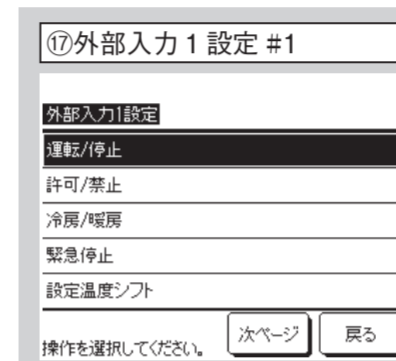 ⑰外部入力1設定 #1
外部入力1設定
運転/停止
許可/禁止
冷房/暖房
緊急停止
設定温度シフト
次ページ 戻る
操作を選択してください。